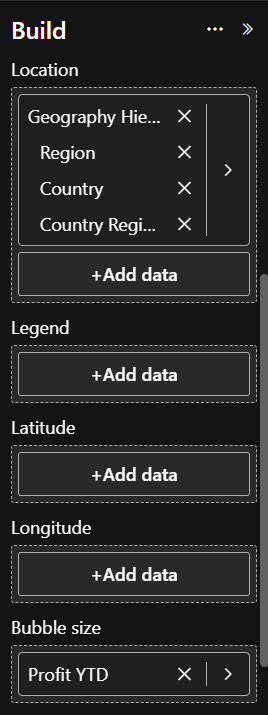 Build
Location
Geography Hie...
Region
Country
Country Regi...
+Add data
Legend
+Add data
Latitude
+Add data
Longitude
+Add data
Bubble size
Profit YTD